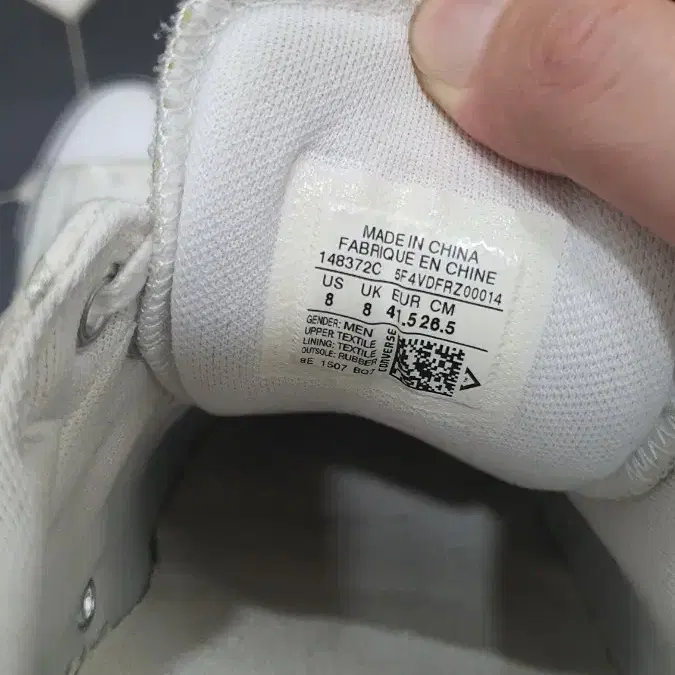 MADE IN CHINA
FABRIQUE EN CHINE
148372C 5F4VDFRZ00014
US UK EUR CM
8 8 41.5 26.5
GENDER: MEN
UPPER: TEXTILE
LINING: TEXTILE
OUTSOLE: RUBBER
1507
CONVERSE